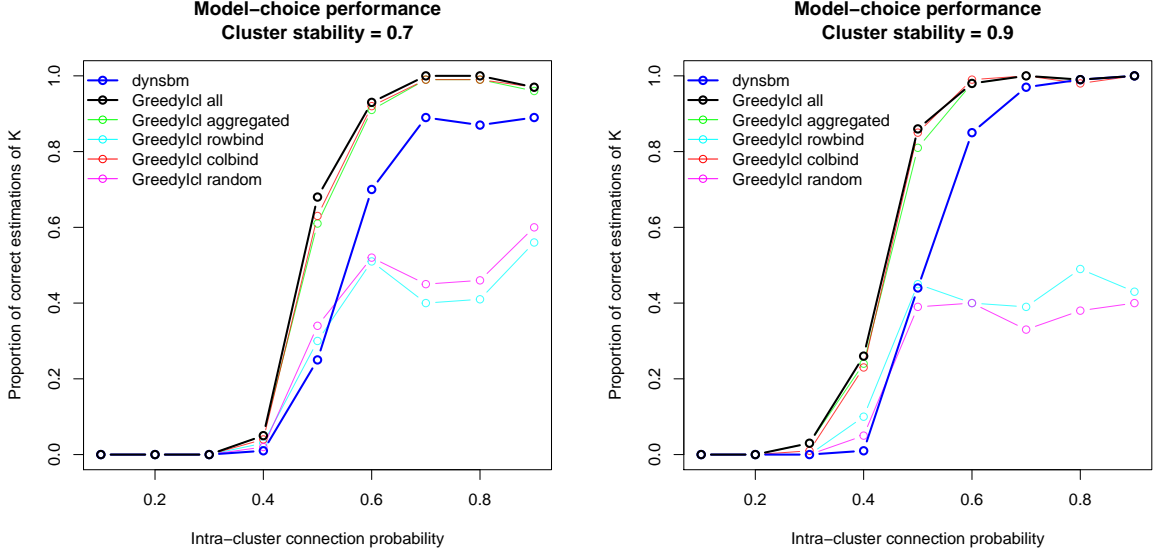 Model−choice performance
Cluster stability = 0.7
dynsbm
GreedyIcl all
GreedyIcl aggregated
GreedyIcl rowbind
GreedyIcl colbind
GreedyIcl random
Proportion of correct estimations of K
1.0
0.8
0.6
0.4
0.2
0.0
0.2 0.4 0.6 0.8
Intra−cluster connection probability
Model−choice performance
Cluster stability = 0.9
dynsbm
GreedyIcl all
GreedyIcl aggregated
GreedyIcl rowbind
GreedyIcl colbind
GreedyIcl random
Proportion of correct estimations of K
1.0
0.8
0.6
0.4
0.2
0.0
0.2 0.4 0.6 0.8
Intra−cluster connection probability